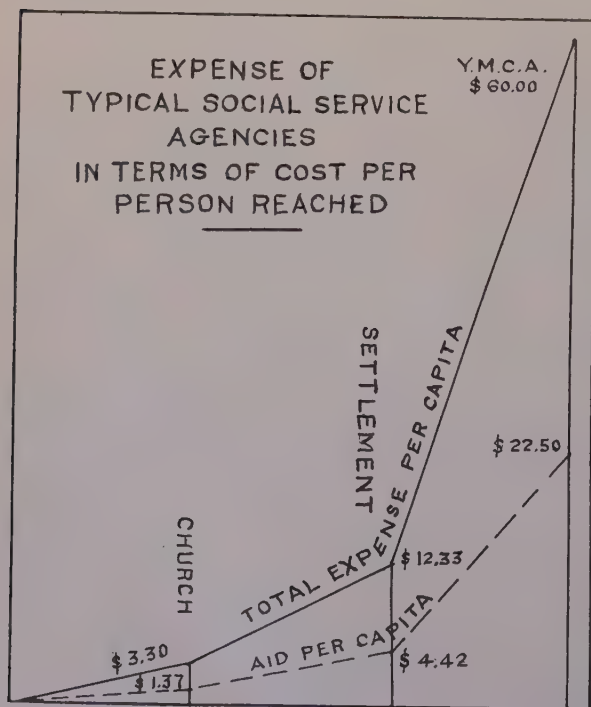 EXPENSE OF
TYPICAL SOCIAL SERVICE
AGENCIES
IN TERMS OF COST PER
PERSON REACHED
Y.M.C.A.
$60.00
SETTLEMENT
TOTAL EXPENSE PER CAPITA
$22.50
CHURCH
$12.33
$3.30
AID PER CAPITA
$1.37
$4.42